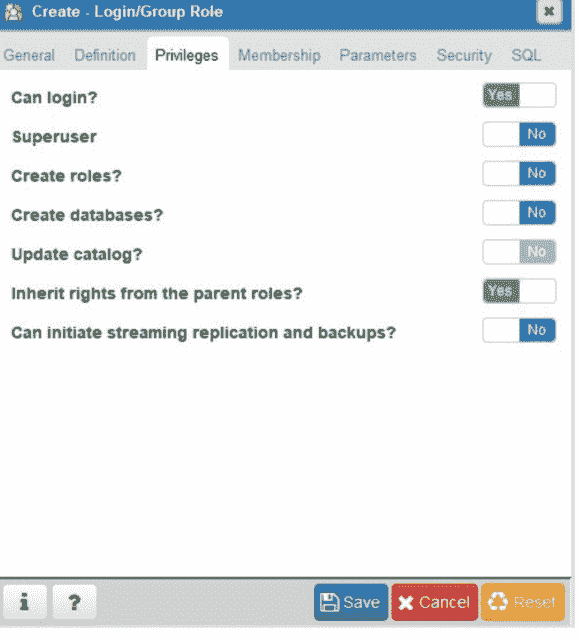 Create - Login/Group Role
General Definition Privileges Membership Parameters Security SQL
Can login? Yes
Superuser No
Create roles? No
Create databases? No
Update catalog? No
Inherit rights from the parent roles? Yes
Can initiate streaming replication and backups? No
i ? Save Cancel Reset